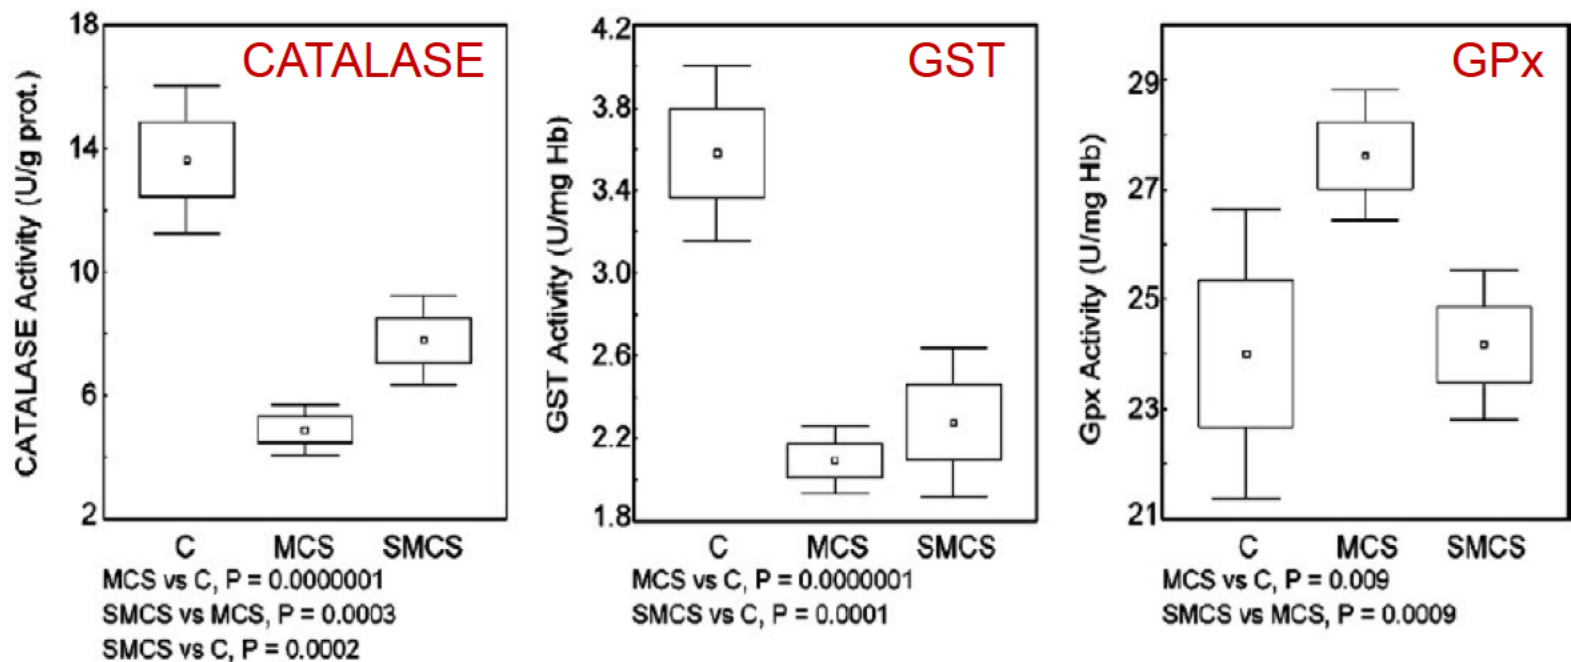 CATALASE
CATALASE Activity (U/g prot.)
18
14
10
6
2
C MCS SMCS
MCS vs C, P = 0.0000001
SMCS vs MCS, P = 0.0003
SMCS vs C, P = 0.0002
GST
GST Activity (U/mg Hb)
4.2
3.8
3.4
3.0
2.6
2.2
1.8
C MCS SMCS
MCS vs C, P = 0.0000001
SMCS vs C, P = 0.0001
GPx
Gpx Activity (U/mg Hb)
29
27
25
23
21
C MCS SMCS
MCS vs C, P = 0.009
SMCS vs MCS, P = 0.0009